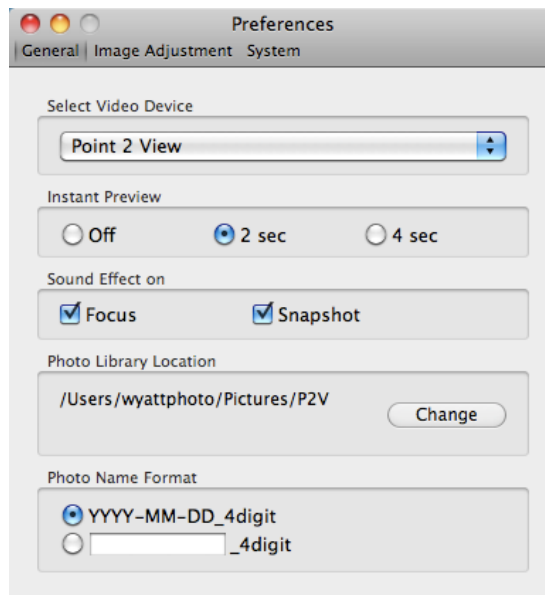 Preferences
General Image Adjustment System
Select Video Device
Point 2 View
Instant Preview
Off 2 sec 4 sec
Sound Effect on
Focus Snapshot
Photo Library Location
/Users/wyattphoto/Pictures/P2V
Change
Photo Name Format
YYYY-MM-DD_4digit
_4digit